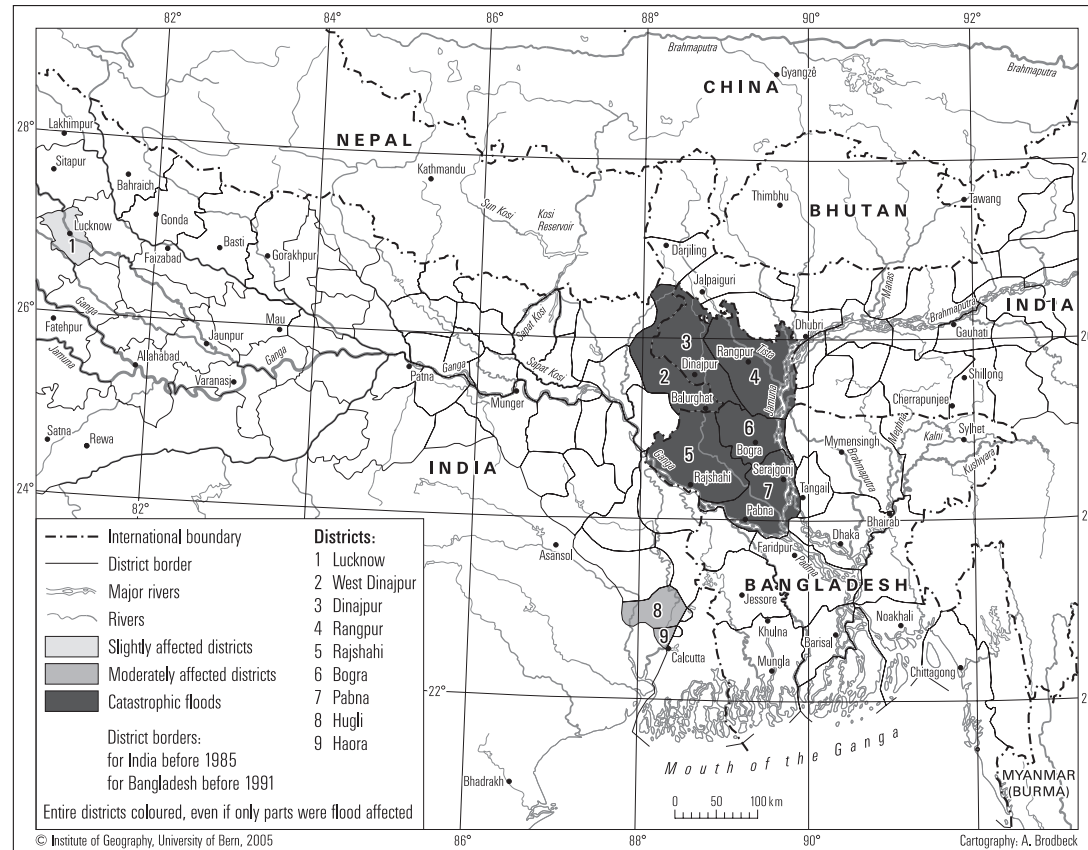 82°
84°
86°
88°
90°
92°
Brahmaputra
Gyangzê
Brahmaputra
CHINA
28°
Lakhimpur
NEPAL
Sitapur
Kathmandu
Bahraich
Thimbhu
Tawang
Sun Kosi
Kosi
Reservoir
BHUTAN
Lucknow
1
Gonda
Basti
Faizabad
Gorakhpur
Darjiling
Jalpaiguri
Manas
26°
Ganga
INDIA
Brahmaputra
Gauhati
Fatehpur
Mau
Sapat Kosi
Dhubri
Jaunpur
3
Rangpur
Tista
Jamuna
Allahabad
Ganga
Patna
Ganga
Sapat Kosi
Dinajpur
4
Shillong
Varanasi
2
Munger
Balurghat
Jamuna
Cherrapunjee
Satna
Rewa
6
Bogra
Mymensingh
Meghna
Kalni
Sylhet
Kushiyara
INDIA
5
Ganga
Serajgonj
Brahmaputra
Rajshahi
7
Tangail
24°
82°
Pabna
Bhairab
Asansol
Faridpur
Dhaka
Padma
BANGLADESH
Jessore
8
Khulna
Noakhali
9
Barisal
Calcutta
Mungla
Chittagong
22°
Mouth of the Ganga
Bhadrakh
MYANMAR
(BURMA)
0 50 100 km
86°
88°
90°
92°
International boundary
District border
Major rivers
Rivers
Slightly affected districts
Moderately affected districts
Catastrophic floods
District borders:
for India before 1985
for Bangladesh before 1991
Districts:
1 Lucknow
2 West Dinajpur
3 Dinajpur
4 Rangpur
5 Rajshahi
6 Bogra
7 Pabna
8 Hugli
9 Haora
Entire districts coloured, even if only parts were flood affected
© Institute of Geography, University of Bern, 2005
Cartography: A. Brodbeck